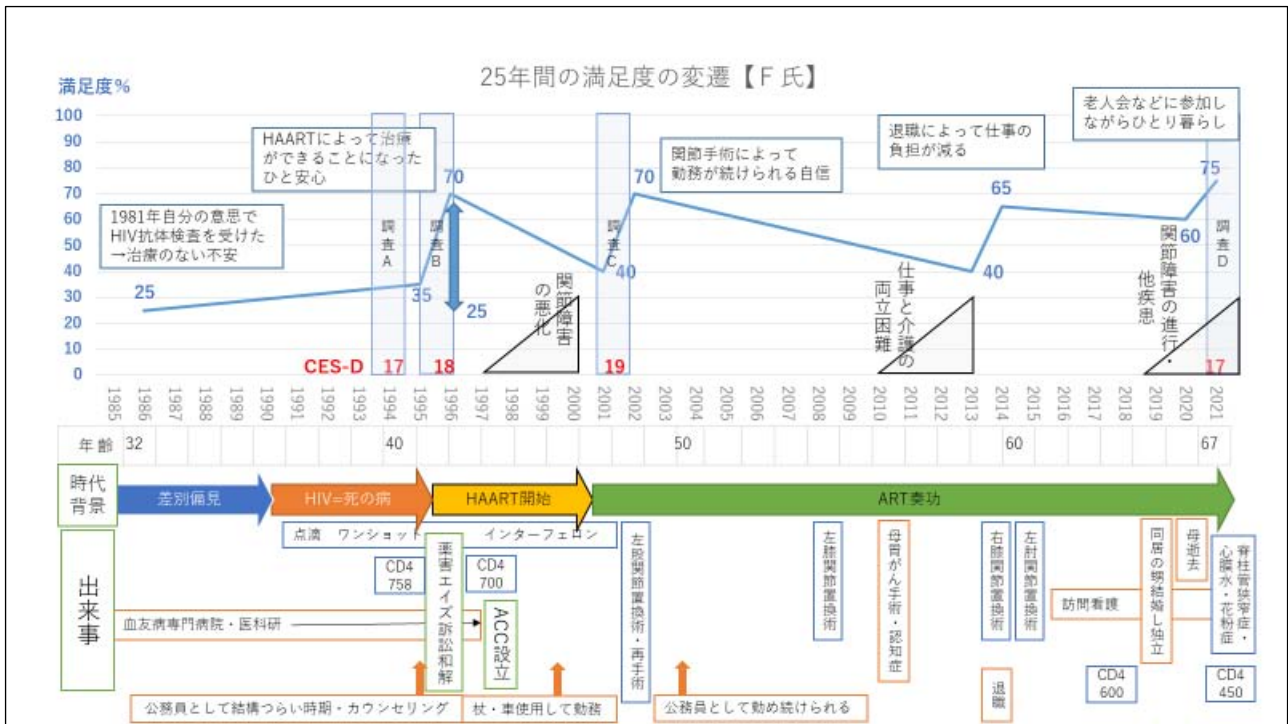 25年間の満足度の変遷【F 氏】
満足度%
100
90
80
70
60
50
40
30
20
10
0
1981年自分の意思で
HIV抗体検査を受けた
→治療のない不安
HAARTによって治療
ができることになった
ひと安心
関節手術によって
勤務が続けられる自信
退職によって仕事の
負担が減る
老人会などに参加し
ながらひとり暮らし
25
35
70
25
40
70
40
65
60
75
調査A
調査B
調査C
調査D
関節障害
の悪化
仕事と介護の
両立困難
関節障害の進行・
他疾患
CES-D
17
18
19
17
1985
1986
1987
1988
1989
1990
1991
1992
1993
1994
1995
1996
1997
1998
1999
2000
2001
2002
2003
2004
2005
2006
2007
2008
2009
2010
2011
2012
2013
2014
2015
2016
2017
2018
2019
2020
2021
年齢 32 40 50 60 67
時代
背景
差別偏見
HIV=死の病
HAART開始
ART奏功
出来事
点滴 ワンショット インターフェロン
CD4
758
薬害エイズ訴訟和解
CD4
700
ACC設立
血友病専門病院・医科研
公務員として結構つらい時期・カウンセリング
杖・車使用して勤務
左股関節置換術・再手術
公務員として勤め続けられる
左膝関節置換術
母胃がん手術・認知症
右膝関節置換術
左肘関節置換術
退職
訪問看護
CD4
600
同居の甥結婚し独立
母逝去
脊柱管狭窄症・
心膜水・花粉症
CD4
450